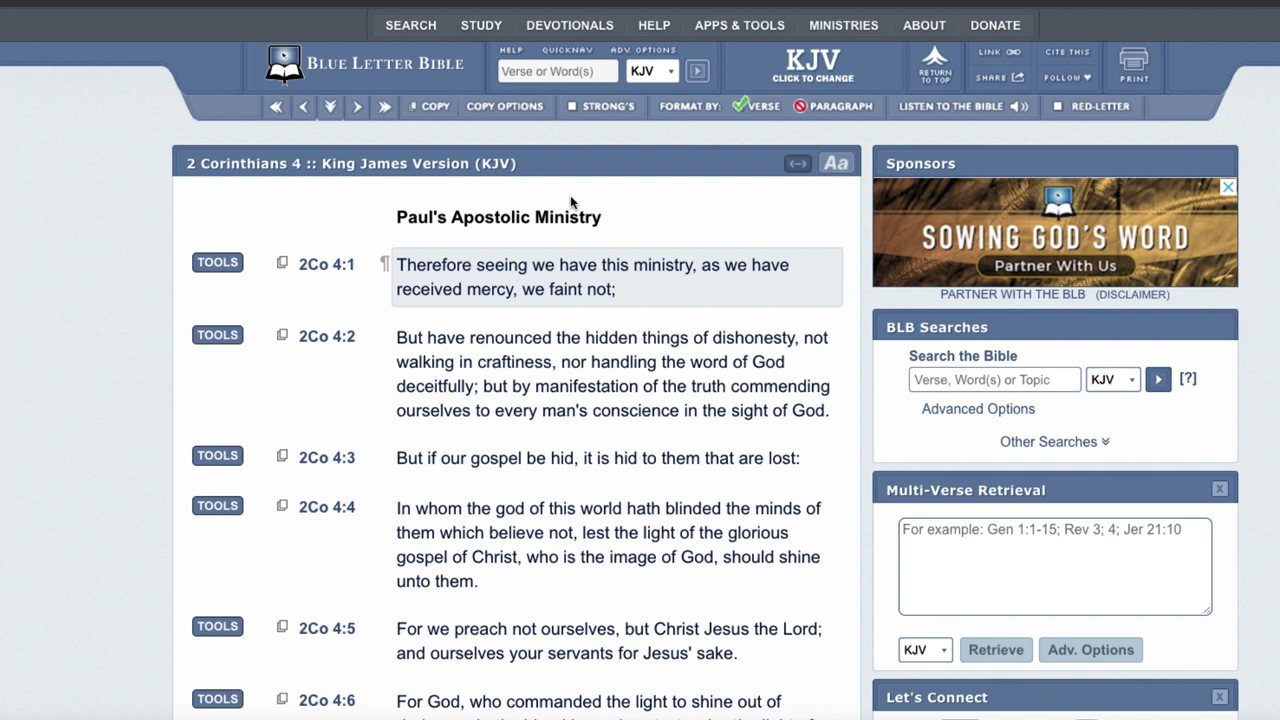 SEARCH STUDY DEVOTIONALS HELP APPS & TOOLS MINISTRIES ABOUT DONATE
BLUE LETTER BIBLE
HELP QUICKNAV ADV. OPTIONS
Verse or Word(s) KJV
KJV
CLICK TO CHANGE
RETURN
TO TOP
LINK CITE THIS
SHARE FOLLOW
PRINT
COPY COPY OPTIONS STRONG'S FORMAT BY: VERSE PARAGRAPH LISTEN TO THE BIBLE RED-LETTER
2 Corinthians 4 :: King James Version (KJV) Aa
Paul's Apostolic Ministry
TOOLS 2Co 4:1 ¶ Therefore seeing we have this ministry, as we have
received mercy, we faint not;
TOOLS 2Co 4:2 But have renounced the hidden things of dishonesty, not
walking in craftiness, nor handling the word of God
deceitfully; but by manifestation of the truth commending
ourselves to every man's conscience in the sight of God.
TOOLS 2Co 4:3 But if our gospel be hid, it is hid to them that are lost:
TOOLS 2Co 4:4 In whom the god of this world hath blinded the minds of
them which believe not, lest the light of the glorious
gospel of Christ, who is the image of God, should shine
unto them.
TOOLS 2Co 4:5 For we preach not ourselves, but Christ Jesus the Lord;
and ourselves your servants for Jesus' sake.
TOOLS 2Co 4:6 For God, who commanded the light to shine out of
Sponsors
SOWING GOD'S WORD
Partner With Us
PARTNER WITH THE BLB (DISCLAIMER)
BLB Searches
Search the Bible
Verse, Word(s) or Topic KJV [?]
Advanced Options
Other Searches
Multi-Verse Retrieval X
For example: Gen 1:1-15; Rev 3; 4; Jer 21:10
KJV Retrieve Adv. Options
Let's Connect X